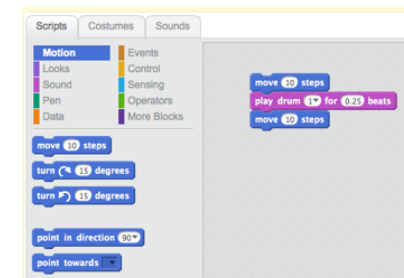 Scripts Costumes Sounds
Motion Events
Looks Control
Sound Sensing
Pen Operators
Data More Blocks
move 10 steps
turn 15 degrees
turn 15 degrees
point in direction 90
point towards
move 10 steps
play drum 1 for 0.25 beats
move 10 steps